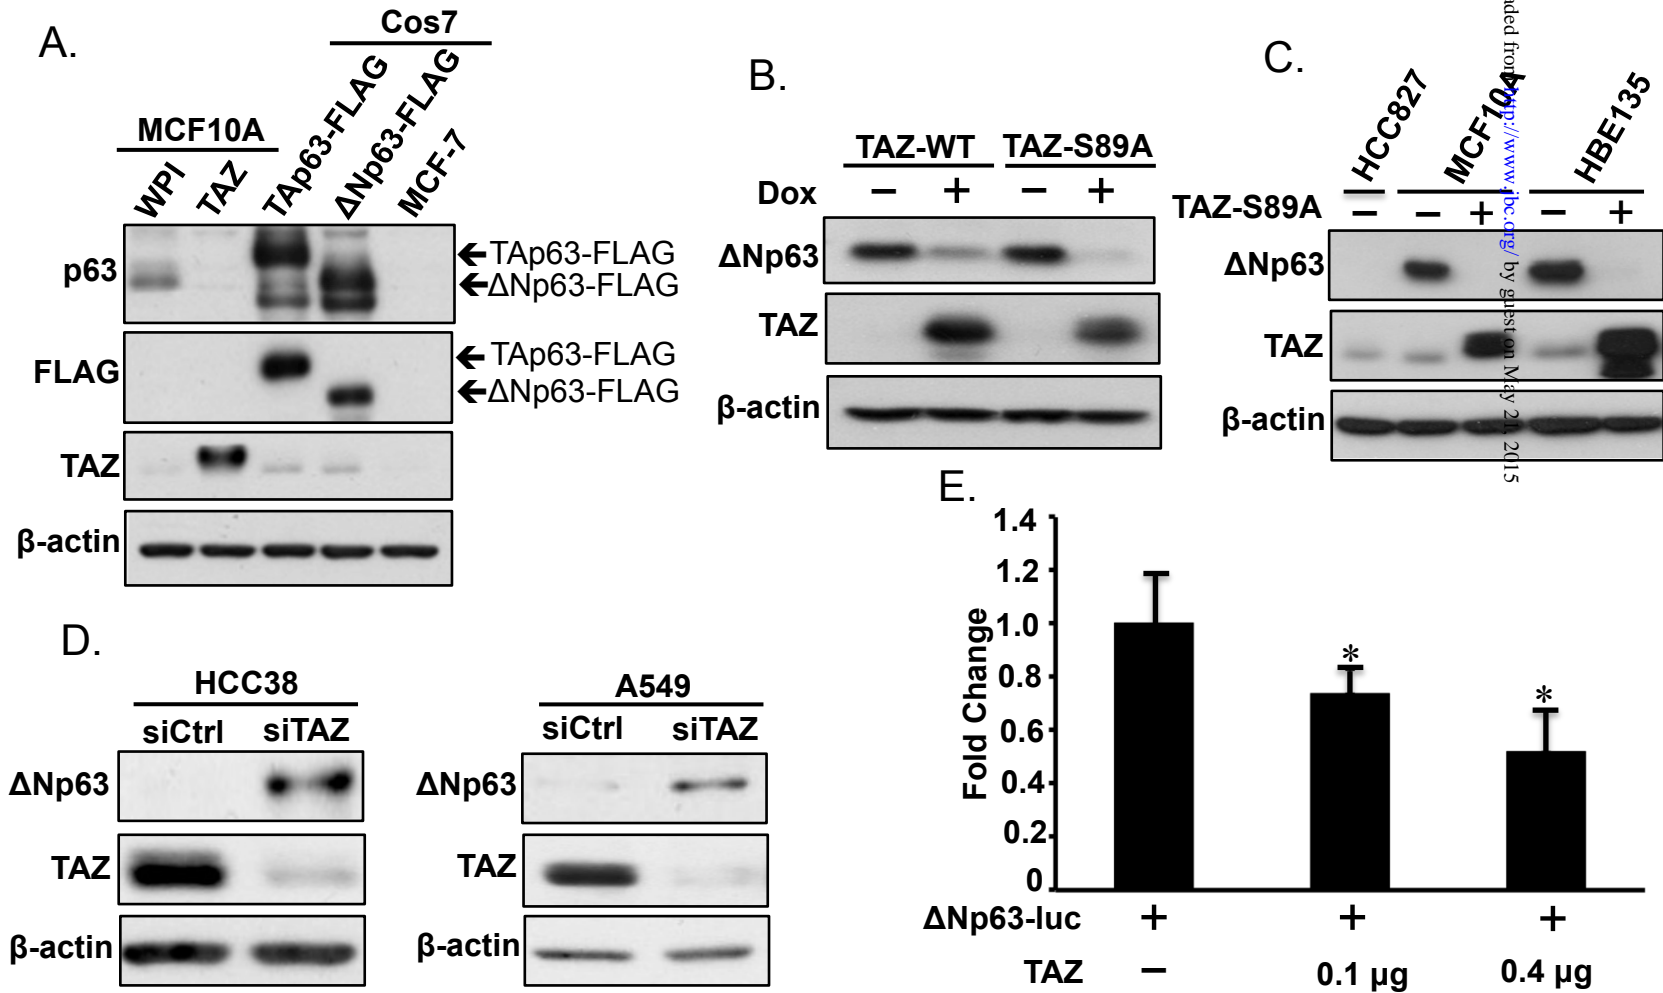 A.
Cos7
MCF10A
WPI
TAZ
TAp63-FLAG
ΔNp63-FLAG
MCF-7
p63
TAp63-FLAG
ΔNp63-FLAG
FLAG
TAp63-FLAG
ΔNp63-FLAG
TAZ
β-actin
B.
TAZ-WT TAZ-S89A
Dox − + − +
ΔNp63
TAZ
β-actin
C.
HCC827
MCF10A
HBE135
TAZ-S89A − − + − +
ΔNp63
TAZ
β-actin
aded from http://www.jbc.org/ by guest on May 21, 2015
D.
HCC38
siCtrl siTAZ
ΔNp63
TAZ
β-actin
A549
siCtrl siTAZ
ΔNp63
TAZ
β-actin
E.
Fold Change
1.4
1.2
1.0
0.8
0.6
0.4
0.2
0
*
*
ΔNp63-luc + + +
TAZ − 0.1 μg 0.4 μg